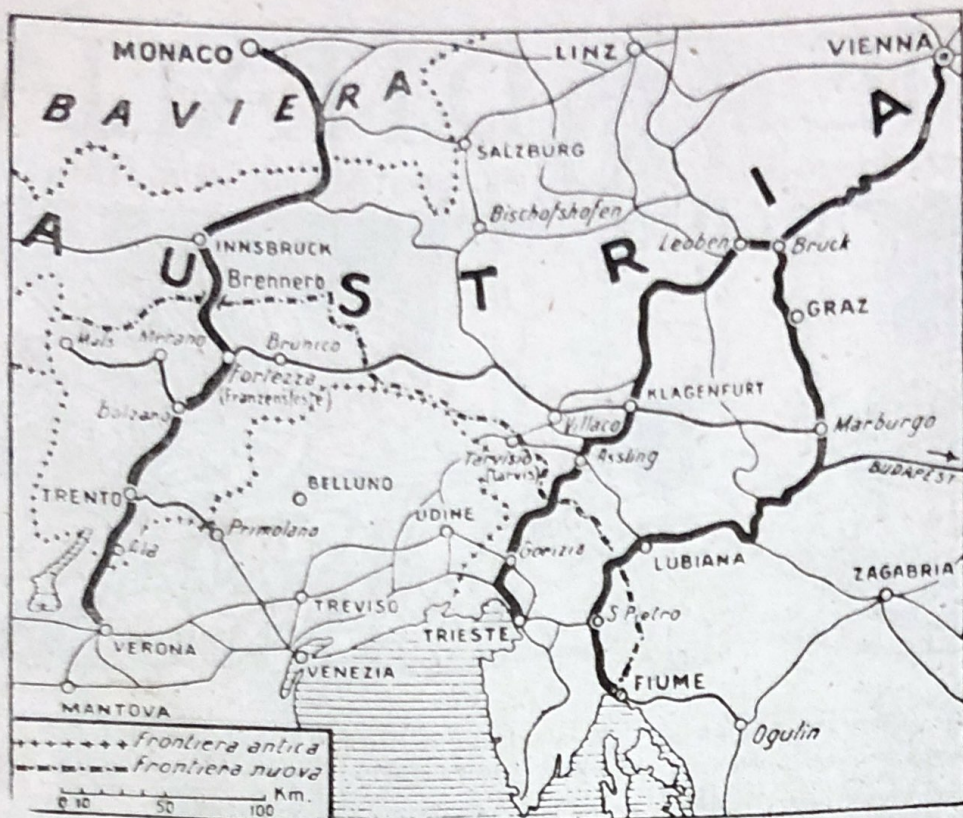 MONACO
LINZ
VIENNA
BAVIERA
SALZBURG
AUSTRIA
Bischofshofen
INNSBRUCK
Leoben
Bruck
Brennero
GRAZ
Mals
Merano
Brunico
Fortezza
(Franzensfeste)
KLAGENFURT
Bolzano
Villaco
Marburgo
Tarvisio
(Tarvis)
Assling
BUDAPEST
BELLUNO
TRENTO
UDINE
Primolano
Ala
Gorizia
LUBIANA
ZAGABRIA
TREVISO
S. Pietro
TRIESTE
VERONA
VENEZIA
FIUME
MANTOVA
Ogulin
Frontiera antica
Frontiera nuova
0 10 50 100 Km.